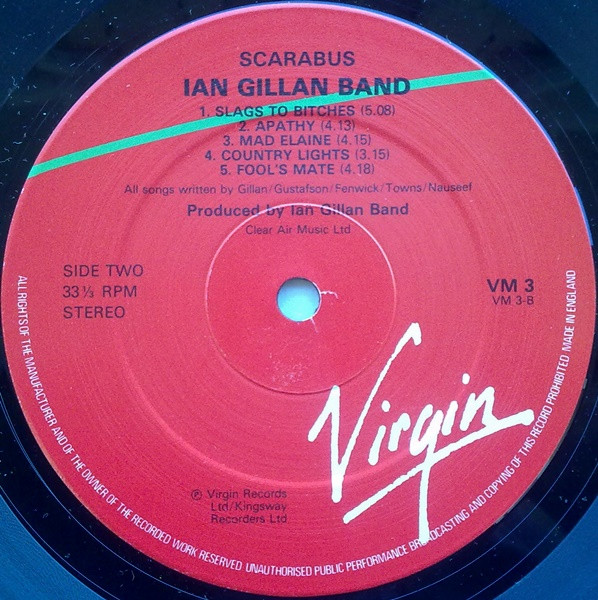 SCARABUS
IAN GILLAN BAND
1. SLAGS TO BITCHES (5.08)
2. APATHY (4.13)
3. MAD ELAINE (4.15)
4. COUNTRY LIGHTS (3.15)
5. FOOL'S MATE (4.18)
All songs written by Gillan/Gustafson/Fenwick/Towns/Nauseef
Produced by Ian Gillan Band
Clear Air Music Ltd
SIDE TWO
33⅓ RPM
STEREO
VM 3
VM 3-B
Virgin
℗ Virgin Records
Ltd/Kingsway
Recorders Ltd.
ALL RIGHTS OF THE MANUFACTURER AND OF THE OWNER OF THE RECORDED WORK RESERVED UNAUTHORISED PUBLIC PERFORMANCE BROADCASTING AND COPYING OF THIS RECORD PROHIBITED MADE IN ENGLAND